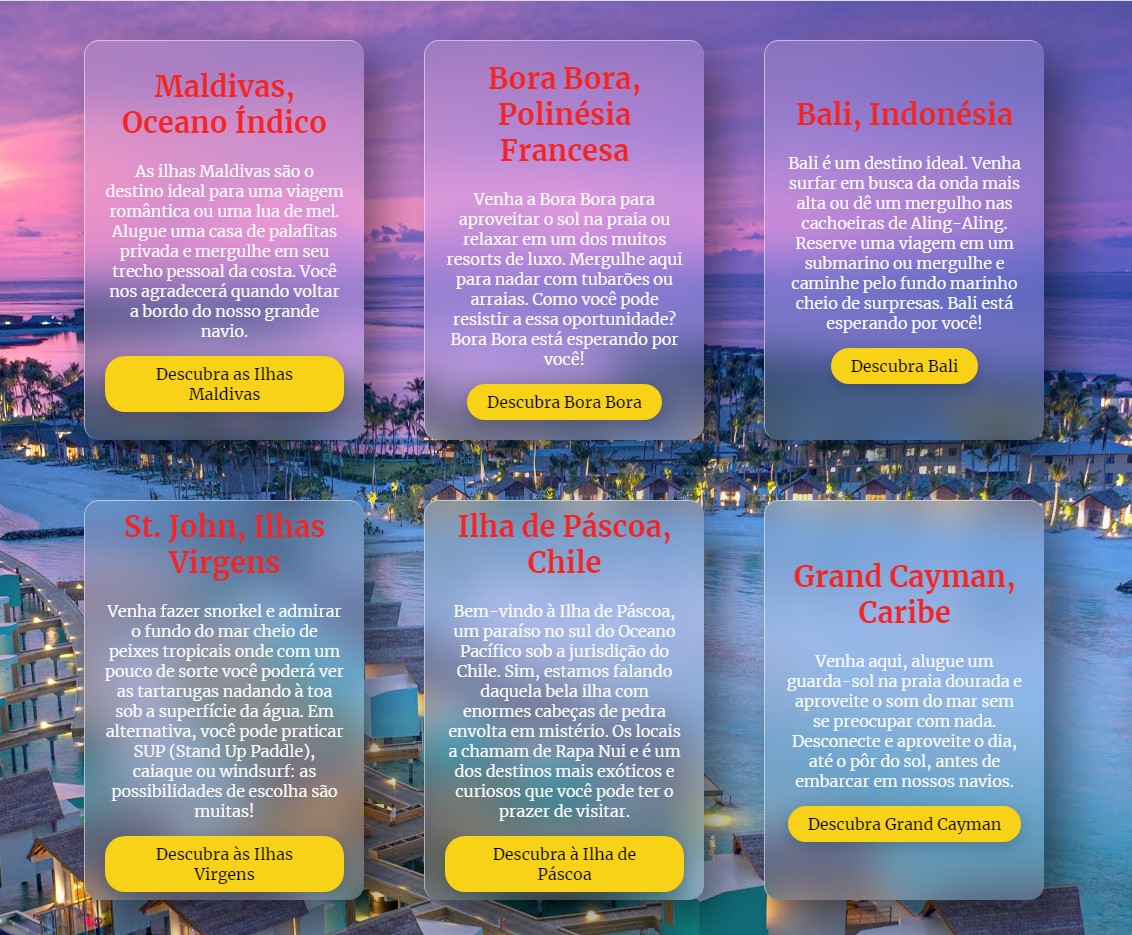 Maldivas,
Oceano Índico
As ilhas Maldivas são o
destino ideal para uma viagem
romântica ou uma lua de mel.
Alugue uma casa de palafitas
privada e mergulhe em seu
trecho pessoal da costa. Você
nos agradecerá quando voltar
a bordo do nosso grande
navio.
Descubra as Ilhas
Maldivas
Bora Bora,
Polinésia
Francesa
Venha a Bora Bora para
aproveitar o sol na praia ou
relaxar em um dos muitos
resorts de luxo. Mergulhe aqui
para nadar com tubarões ou
arraias. Como você pode
resistir a essa oportunidade?
Bora Bora está esperando por
você!
Descubra Bora Bora
Bali, Indonésia
Bali é um destino ideal. Venha
surfar em busca da onda mais
alta ou dê um mergulho nas
cachoeiras de Aling-Aling.
Reserve uma viagem em um
submarino ou mergulhe e
caminhe pelo fundo marinho
cheio de surpresas. Bali está
esperando por você!
Descubra Bali
St. John, Ilhas
Virgens
Venha fazer snorkel e admirar
o fundo do mar cheio de
peixes tropicais onde com um
pouco de sorte você poderá ver
as tartarugas nadando à toa
sob a superfície da água. Em
alternativa, você pode praticar
SUP (Stand Up Paddle),
caiaque ou windsurf: as
possibilidades de escolha são
muitas!
Descubra às Ilhas
Virgens
Ilha de Páscoa,
Chile
Bem-vindo à Ilha de Páscoa,
um paraíso no sul do Oceano
Pacífico sob a jurisdição do
Chile. Sim, estamos falando
daquela bela ilha com
enormes cabeças de pedra
envolta em mistério. Os locais
a chamam de Rapa Nui e é um
dos destinos mais exóticos e
curiosos que você pode ter o
prazer de visitar.
Descubra à Ilha de
Páscoa
Grand Cayman,
Caribe
Venha aqui, alugue um
guarda-sol na praia dourada e
aproveite o som do mar sem
se preocupar com nada.
Desconecte e aproveite o dia,
até o pôr do sol, antes de
embarcar em nossos navios.
Descubra Grand Cayman